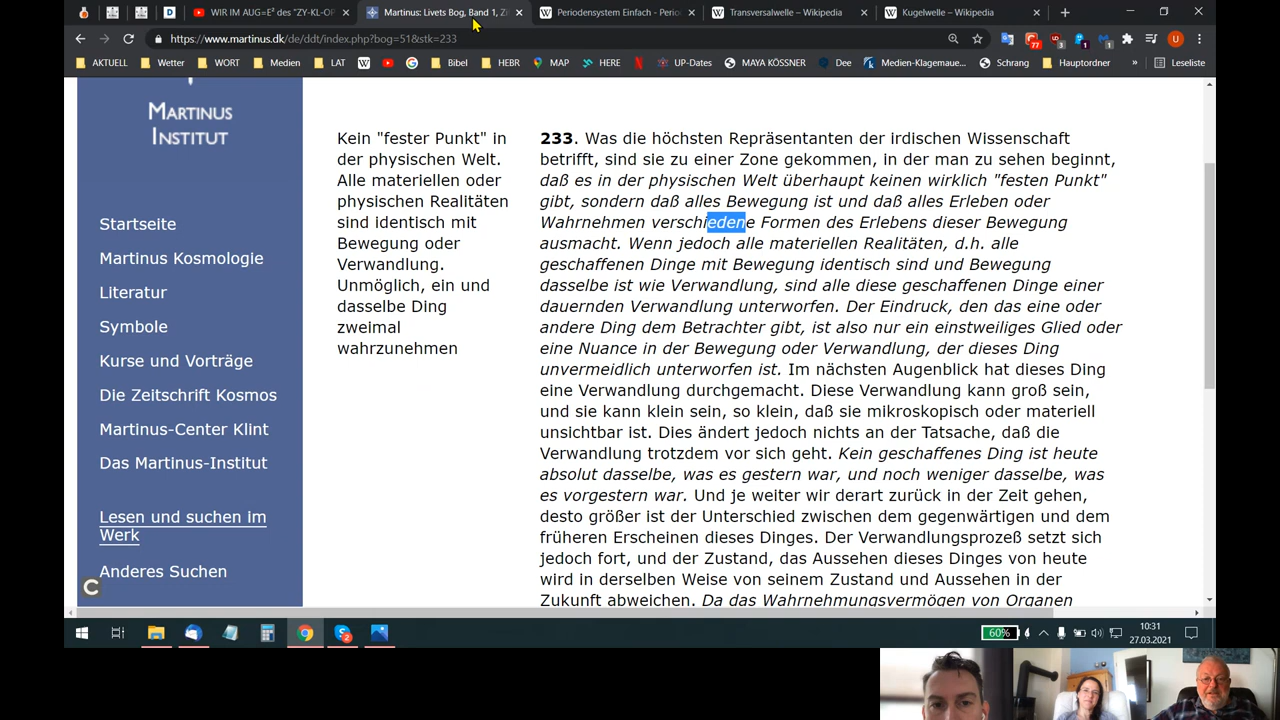 WIR IM AUG=E² des "ZY-KL-OP
Martinus: Livets Bog, Band 1, Zi
Periodensystem Einfach - Period
Transversalwelle – Wikipedia
Kugelwelle – Wikipedia
https://www.martinus.dk/de/ddt/index.php?bog=51&stk=233
77
3
1
1
U
AKTUELL
Wetter
WORT
Medien
LAT
Bibel
HEBR
MAP
HERE
UP-Dates
MAYA KÖSSNER
Dee
Medien-Klagemaue...
Schrang
Hauptordner
»
Leseliste
MARTINUS
INSTITUT
Startseite
Martinus Kosmologie
Literatur
Symbole
Kurse und Vorträge
Die Zeitschrift Kosmos
Martinus-Center Klint
Das Martinus-Institut
Lesen und suchen im
Werk
Anderes Suchen
C
Kein "fester Punkt" in
der physischen Welt.
Alle materiellen oder
physischen Realitäten
sind identisch mit
Bewegung oder
Verwandlung.
Unmöglich, ein und
dasselbe Ding
zweimal
wahrzunehmen
233. Was die höchsten Repräsentanten der irdischen Wissenschaft
betrifft, sind sie zu einer Zone gekommen, in der man zu sehen beginnt,
daß es in der physischen Welt überhaupt keinen wirklich "festen Punkt"
gibt, sondern daß alles Bewegung ist und daß alles Erleben oder
Wahrnehmen verschiedene Formen des Erlebens dieser Bewegung
ausmacht. Wenn jedoch alle materiellen Realitäten, d.h. alle
geschaffenen Dinge mit Bewegung identisch sind und Bewegung
dasselbe ist wie Verwandlung, sind alle diese geschaffenen Dinge einer
dauernden Verwandlung unterworfen. Der Eindruck, den das eine oder
andere Ding dem Betrachter gibt, ist also nur ein einstweiliges Glied oder
eine Nuance in der Bewegung oder Verwandlung, der dieses Ding
unvermeidlich unterworfen ist. Im nächsten Augenblick hat dieses Ding
eine Verwandlung durchgemacht. Diese Verwandlung kann groß sein,
und sie kann klein sein, so klein, daß sie mikroskopisch oder materiell
unsichtbar ist. Dies ändert jedoch nichts an der Tatsache, daß die
Verwandlung trotzdem vor sich geht. Kein geschaffenes Ding ist heute
absolut dasselbe, was es gestern war, und noch weniger dasselbe, was
es vorgestern war. Und je weiter wir derart zurück in der Zeit gehen,
desto größer ist der Unterschied zwischen dem gegenwärtigen und dem
früheren Erscheinen dieses Dinges. Der Verwandlungsprozeß setzt sich
jedoch fort, und der Zustand, das Aussehen dieses Dinges von heute
wird in derselben Weise von seinem Zustand und Aussehen in der
Zukunft abweichen. Da das Wahrnehmungsvermögen von Organen
60%
10:31
27.03.2021